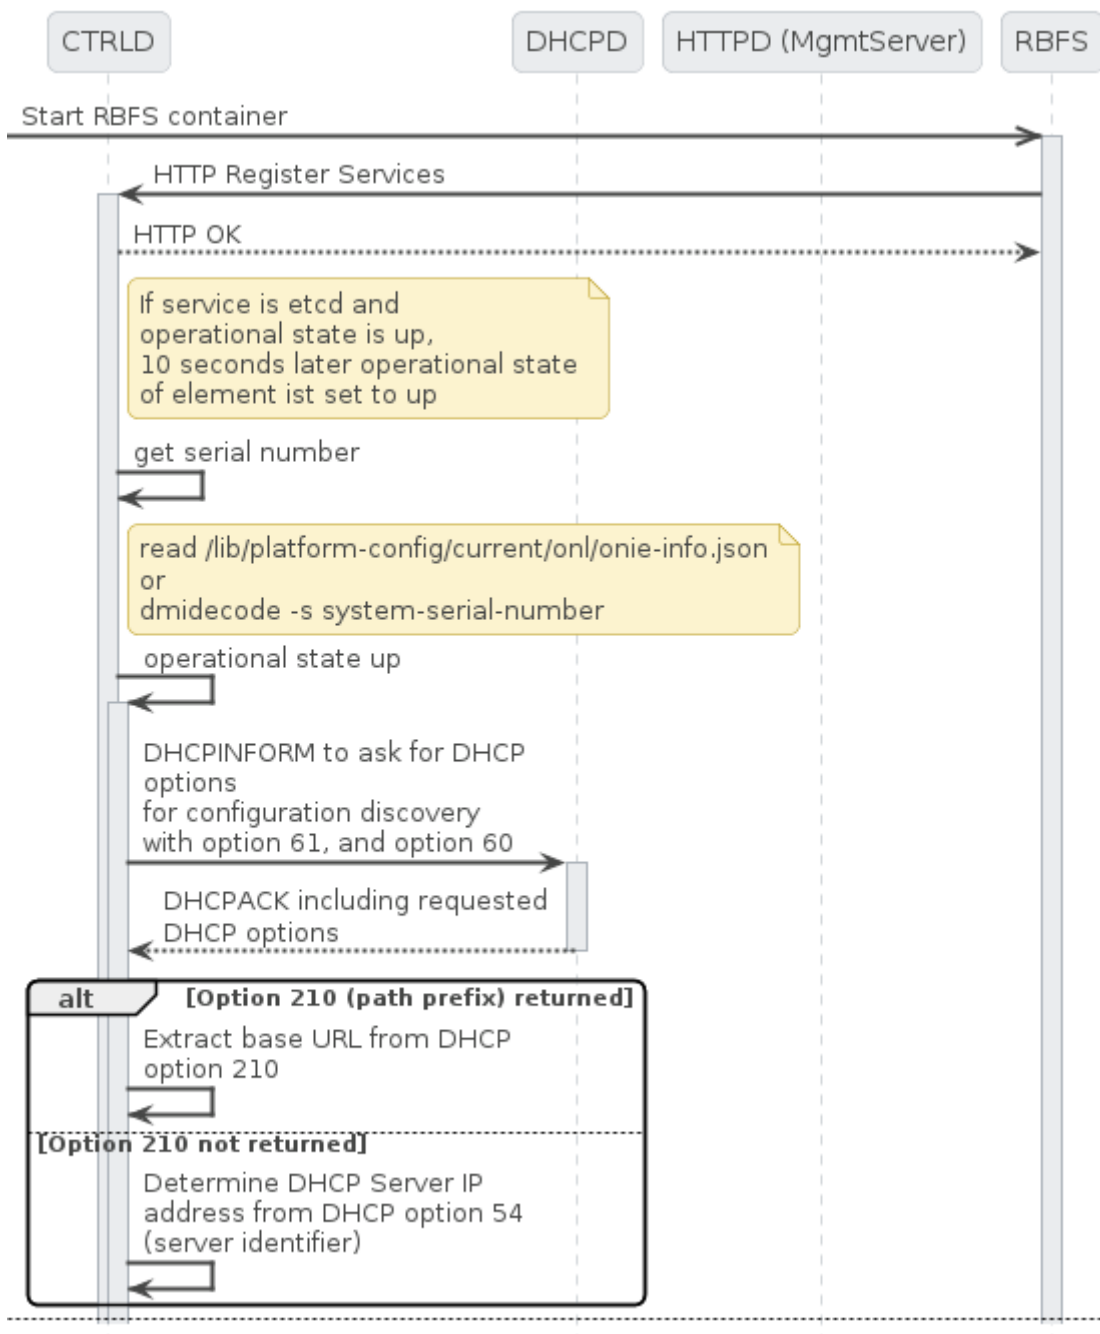 CTRLD
DHCPD
HTTPD (MgmtServer)
RBFS
Start RBFS container
HTTP Register Services
HTTP OK
If service is etcd and
operational state is up,
10 seconds later operational state
of element ist set to up
get serial number
read /lib/platform-config/current/onl/onie-info.json
or
dmidecode -s system-serial-number
operational state up
DHCPINFORM to ask for DHCP
options
for configuration discovery
with option 61, and option 60
DHCPACK including requested
DHCP options
alt
[Option 210 (path prefix) returned]
Extract base URL from DHCP
option 210
[Option 210 not returned]
Determine DHCP Server IP
address from DHCP option 54
(server identifier)